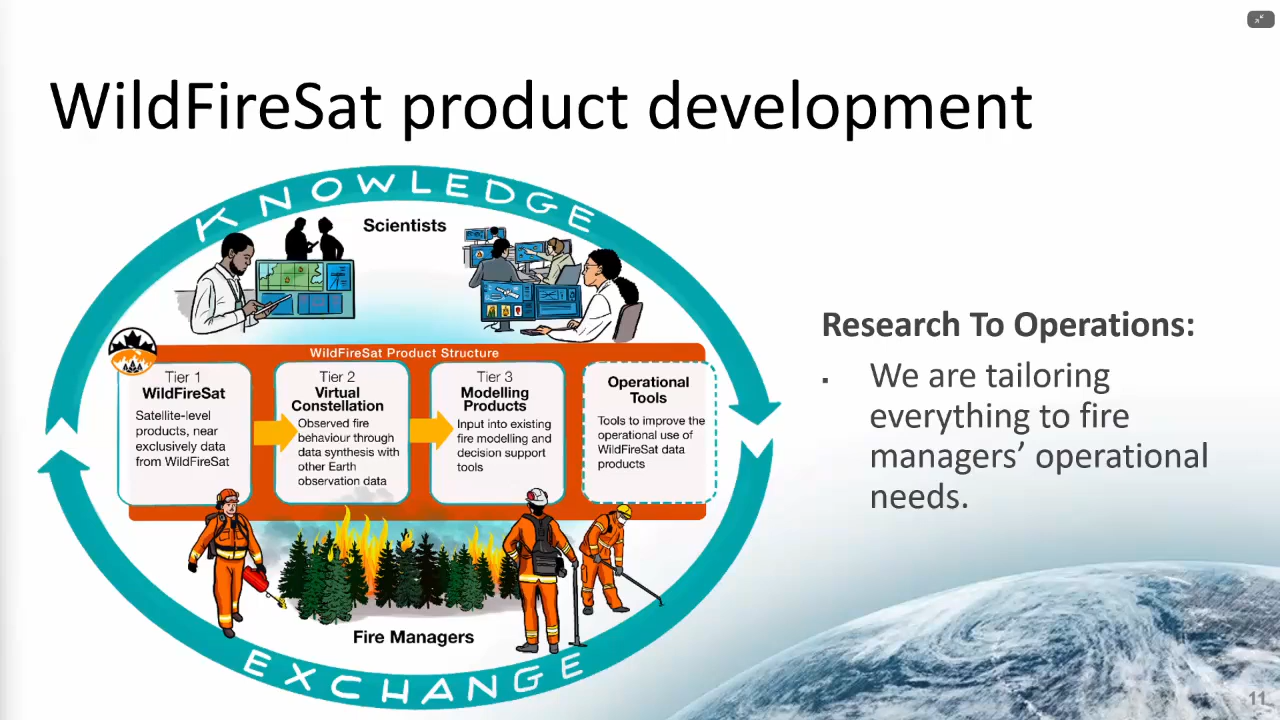 WildFireSat product development
KNOWLEDGE
Scientists
WildFireSat Product Structure
Tier 1
WildFireSat
Satellite-level
products, near
exclusively data
from WildFireSat
Tier 2
Virtual
Constellation
Observed fire
behaviour through
data synthesis with
other Earth
observation data
Tier 3
Modelling
Products
Input into existing
fire modelling and
decision support
tools
Operational
Tools
Tools to improve the
operational use of
WildFireSat data
products
Fire Managers
EXCHANGE
Research To Operations:
▪ We are tailoring
everything to fire
managers’ operational
needs.
11